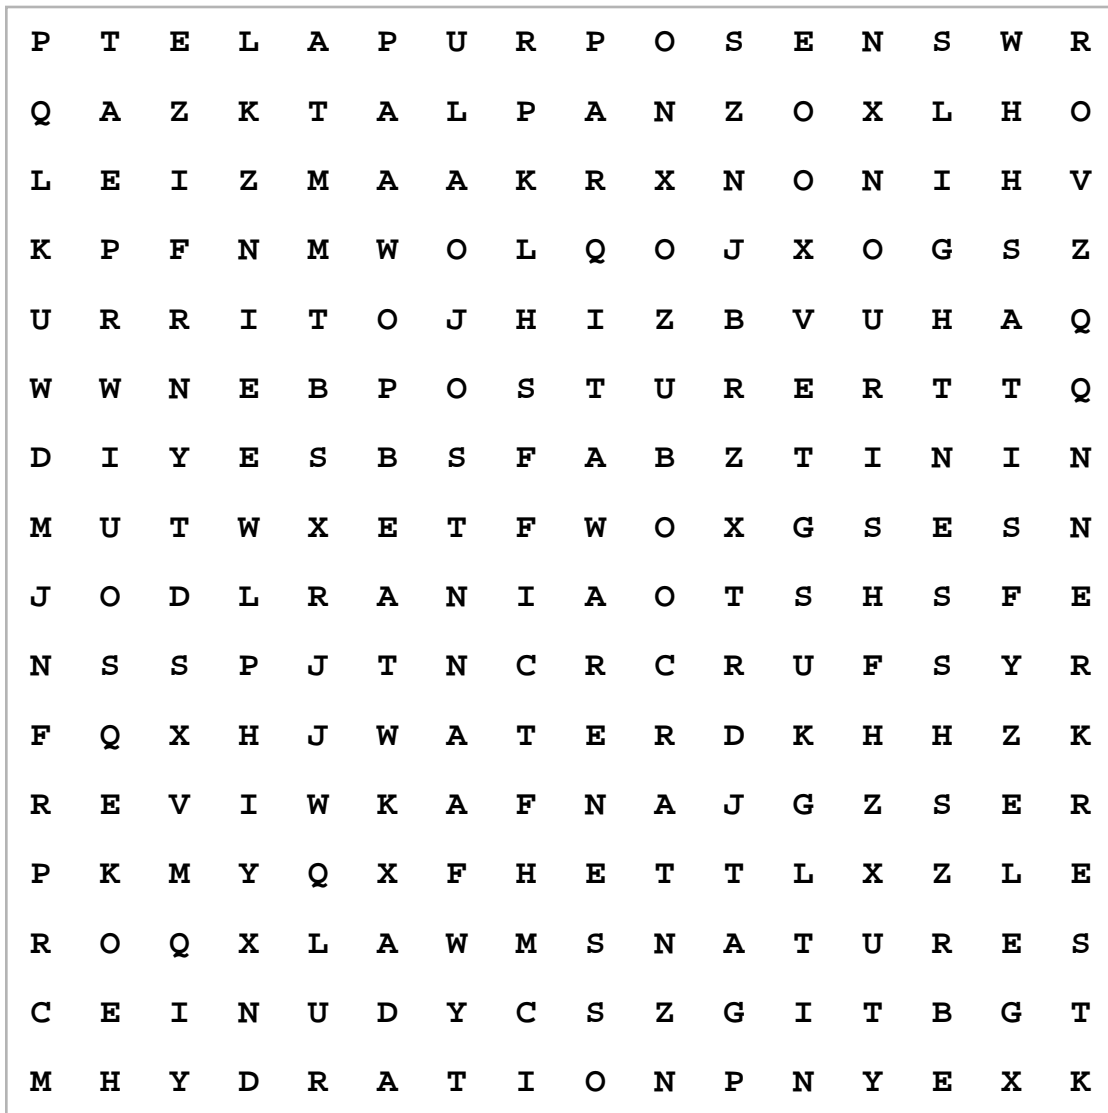 P T E L A P U R P O S E N S W R
Q A Z K T A L P A N Z O X L H O
L E I Z M A A K R X N O N I H V
K P F N M W O L Q O J X O G S Z
U R R I T O J H I Z B V U H A Q
W W N E B P O S T U R E R T T Q
D I Y E S B S F A B Z T I N I N
M U T W X E T F W O X G S E S N
J O D L R A N I A O T S H S F E
N S S P J T N C R C R U F S Y R
F Q X H J W A T E R D K H H Z K
R E V I W K A F N A J G Z S E R
P K M Y Q X F H E T T L X Z L E
R O Q X L A W M S N A T U R E S
C E I N U D Y C S Z G I T B G T
M H Y D R A T I O N P N Y E X K